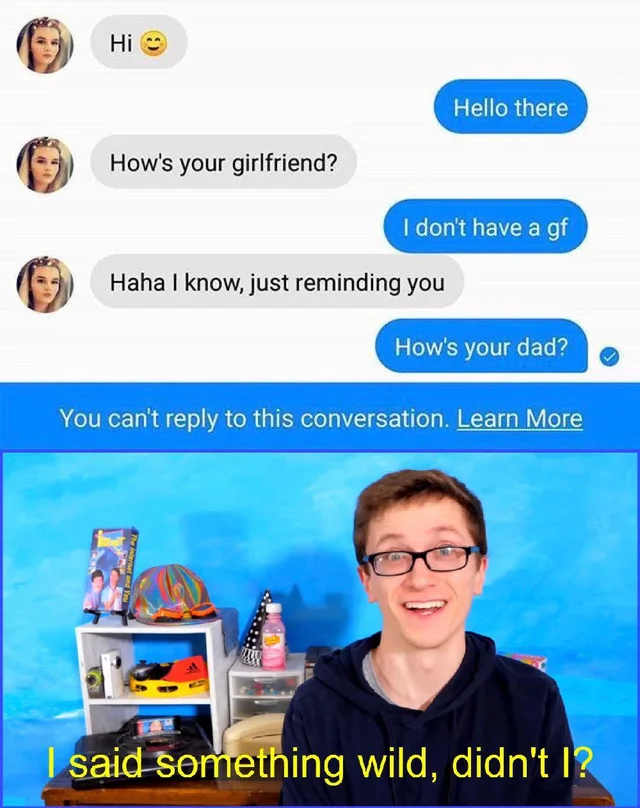 Hi
Hello there
How's your girlfriend?
I don't have a gf
Haha I know, just reminding you
How's your dad?
You can't reply to this conversation. Learn More
The Internet and You
adidas
I said something wild, didn't I?